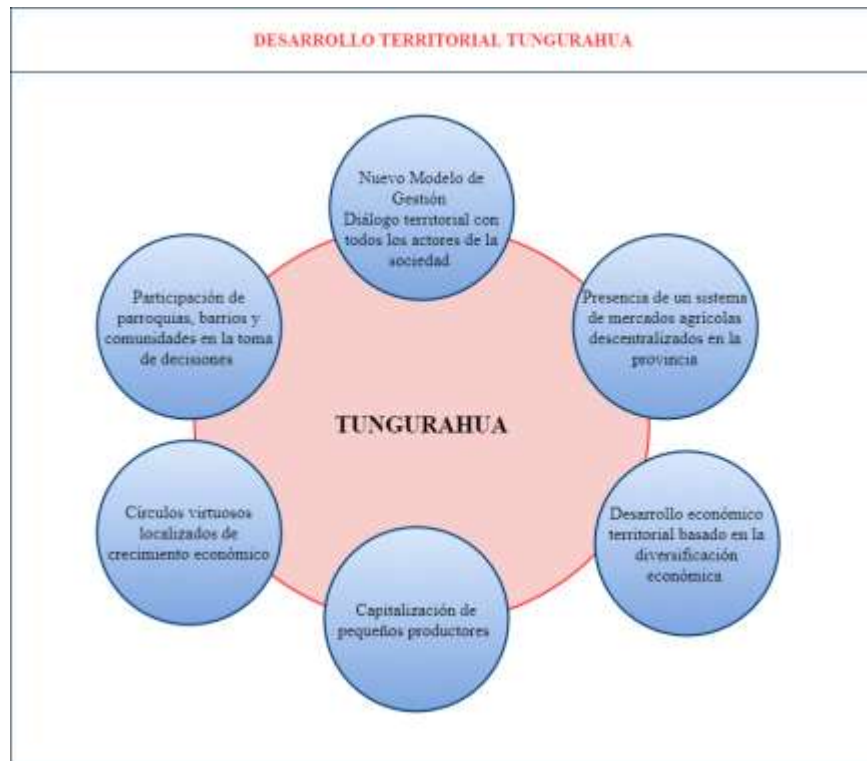 DESARROLLO TERRITORIAL TUNGURAHUA
Nuevo Modelo de
Gestión
Diálogo territorial con
todos los actores de la
sociedad
Participación de
parroquias, barrios y
comunidades en la toma
de decisiones
Presencia de un sistema
de mercados agrícolas
descentralizados en la
provincia
TUNGURAHUA
Círculos virtuosos
localizados de
crecimiento económico
Desarrollo económico
territorial basado en la
diversificación
económica
Capitalización de
pequeños productores